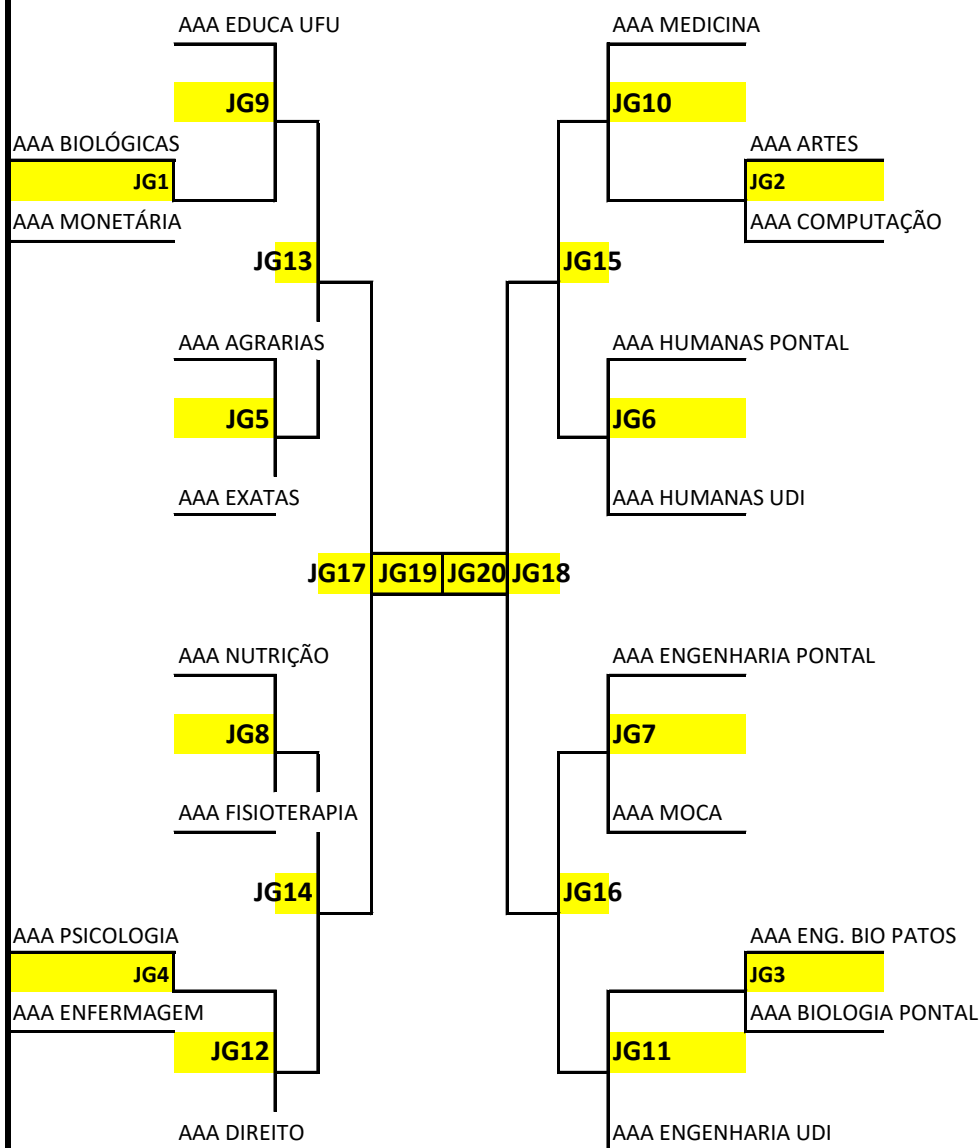 AAA EDUCA UFU
AAA MEDICINA
JG9
JG10
AAA BIOLÓGICAS
AAA ARTES
JG1
JG2
AAA MONETÁRIA
AAA COMPUTAÇÃO
JG13
JG15
AAA AGRARIAS
AAA HUMANAS PONTAL
JG5
JG6
AAA EXATAS
AAA HUMANAS UDI
JG17 JG19 JG20 JG18
AAA NUTRIÇÃO
AAA ENGENHARIA PONTAL
JG8
JG7
AAA FISIOTERAPIA
AAA MOCA
JG14
JG16
AAA PSICOLOGIA
AAA ENG. BIO PATOS
JG4
JG3
AAA ENFERMAGEM
AAA BIOLOGIA PONTAL
JG12
JG11
AAA DIREITO
AAA ENGENHARIA UDI